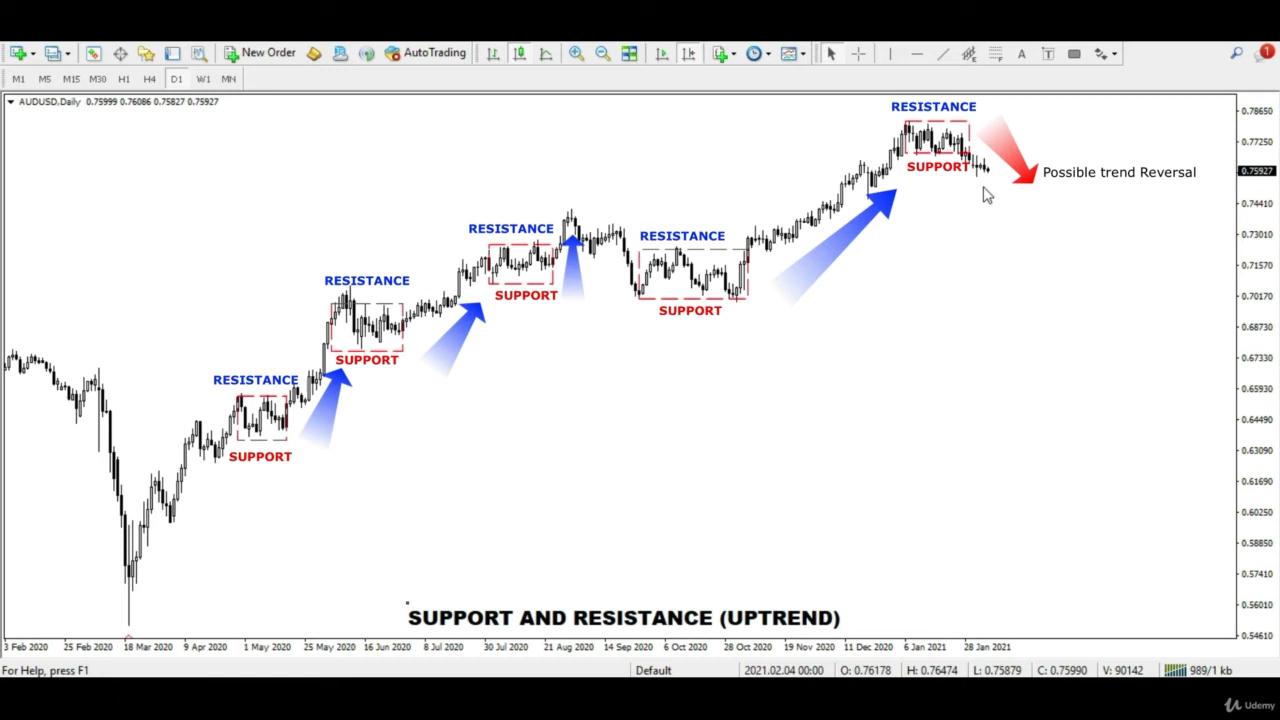 New Order
AutoTrading
A
T
E
F
1
M1 M5 M15 M30 H1 H4 D1 W1 MN
AUDUSD,Daily 0.75999 0.76086 0.75827 0.75927
RESISTANCE
SUPPORT
Possible trend Reversal
RESISTANCE
SUPPORT
RESISTANCE
SUPPORT
RESISTANCE
SUPPORT
RESISTANCE
SUPPORT
0.78650
0.77250
0.75927
0.74410
0.73010
0.71570
0.70170
0.68730
0.67330
0.65930
0.64490
0.63090
0.61690
0.60250
0.58850
0.57410
0.56010
0.54610
SUPPORT AND RESISTANCE (UPTREND)
3 Feb 2020 25 Feb 2020 18 Mar 2020 9 Apr 2020 1 May 2020 25 May 2020 16 Jun 2020 8 Jul 2020 30 Jul 2020 21 Aug 2020 14 Sep 2020 6 Oct 2020 28 Oct 2020 19 Nov 2020 11 Dec 2020 6 Jan 2021 28 Jan 2021
For Help, press F1 Default 2021.02.04 00:00 O: 0.76178 H: 0.76474 L: 0.75879 C: 0.75990 V: 90142 989/1 kb
Udemy